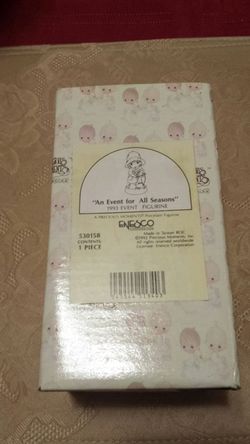 "An Event for All Seasons"
1993 EVENT FIGURINE
A PRECIOUS MOMENTS® Porcelain Figurine
ENESCO
530158
CONTENTS:
1 PIECE
Made in Taiwan ROC
©1992 Precious Moments, Inc.
All rights reserved worldwide
Licensee: Enesco Corporation